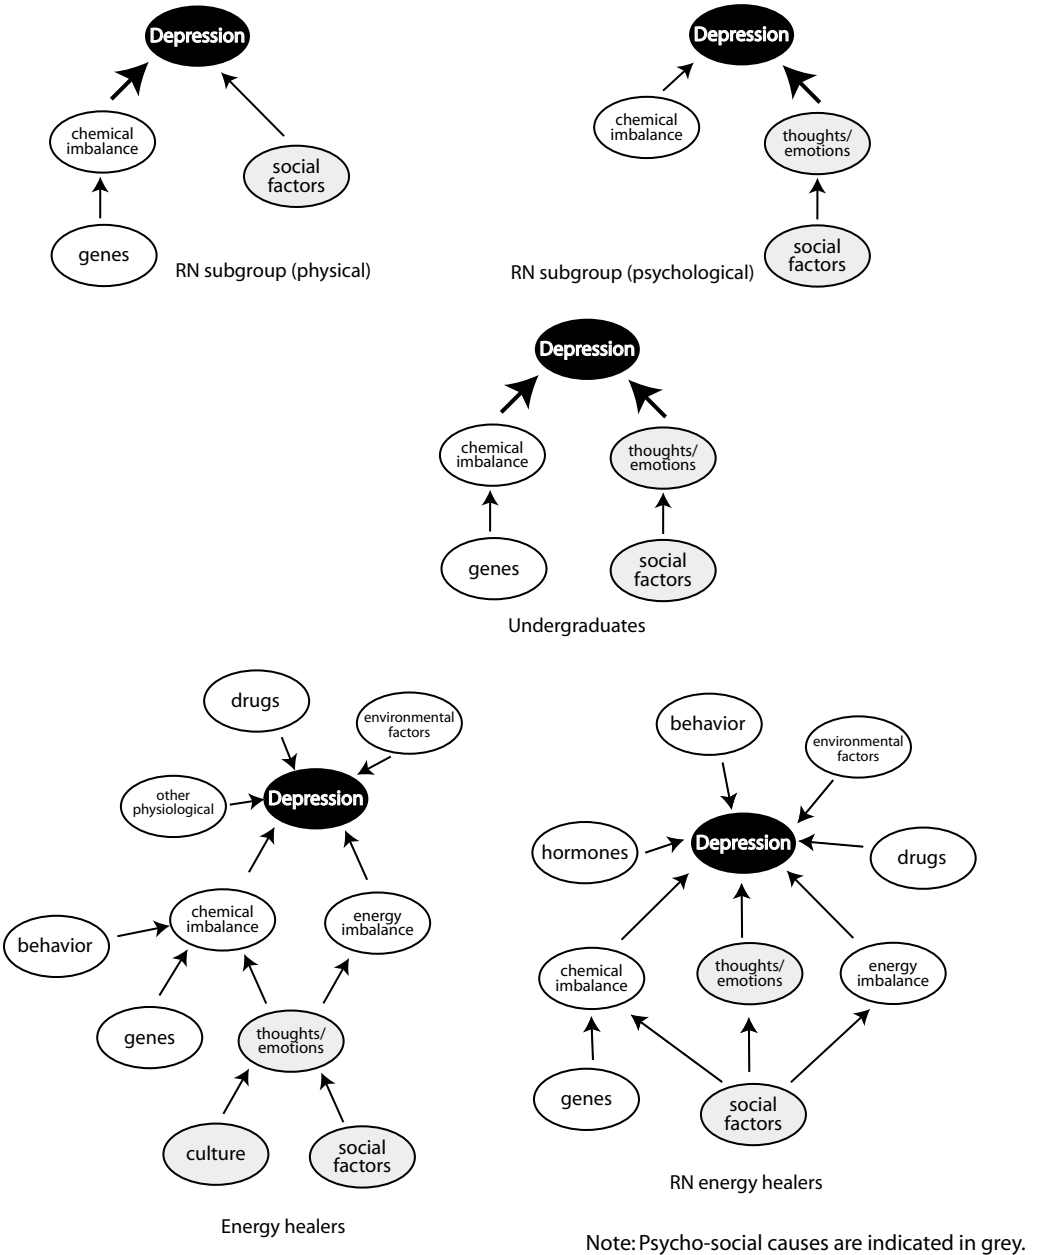 Depression
chemical
imbalance
social
factors
genes
RN subgroup (physical)
Depression
chemical
imbalance
thoughts/
emotions
social
factors
RN subgroup (psychological)
Depression
chemical
imbalance
thoughts/
emotions
genes
social
factors
Undergraduates
drugs
environmental
factors
other
physiological
Depression
chemical
imbalance
energy
imbalance
behavior
genes
thoughts/
emotions
culture
social
factors
Energy healers
behavior
environmental
factors
hormones
Depression
drugs
chemical
imbalance
thoughts/
emotions
energy
imbalance
genes
social
factors
RN energy healers
Note: Psycho-social causes are indicated in grey.